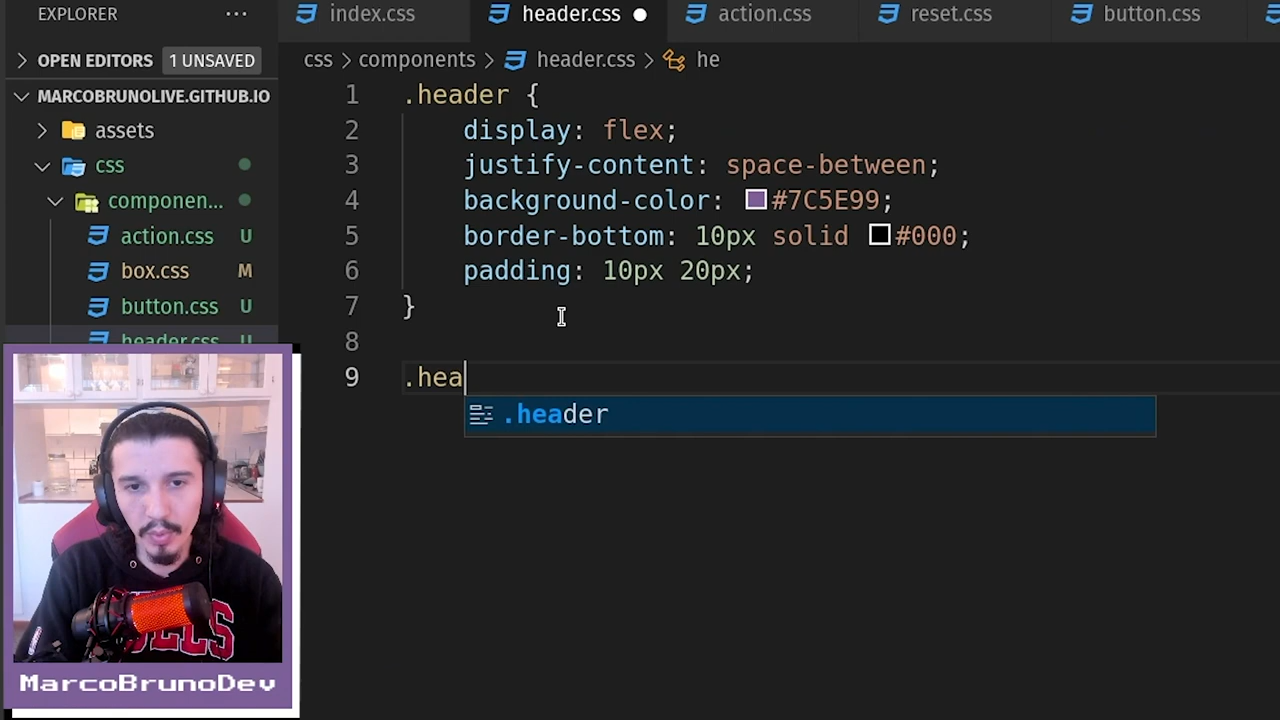 EXPLORER ···
index.css header.css action.css reset.css button.css
OPEN EDITORS 1 UNSAVED
css > components > header.css > he
MARCOBRUNOLIVE.GITHUB.IO
assets
css
componen...
action.css U
box.css M
button.css U
header.css U
1 .header {
2 display: flex;
3 justify-content: space-between;
4 background-color: #7C5E99;
5 border-bottom: 10px solid #000;
6 padding: 10px 20px;
7 }
8
9 .hea
.header
MarcoBrunoDev